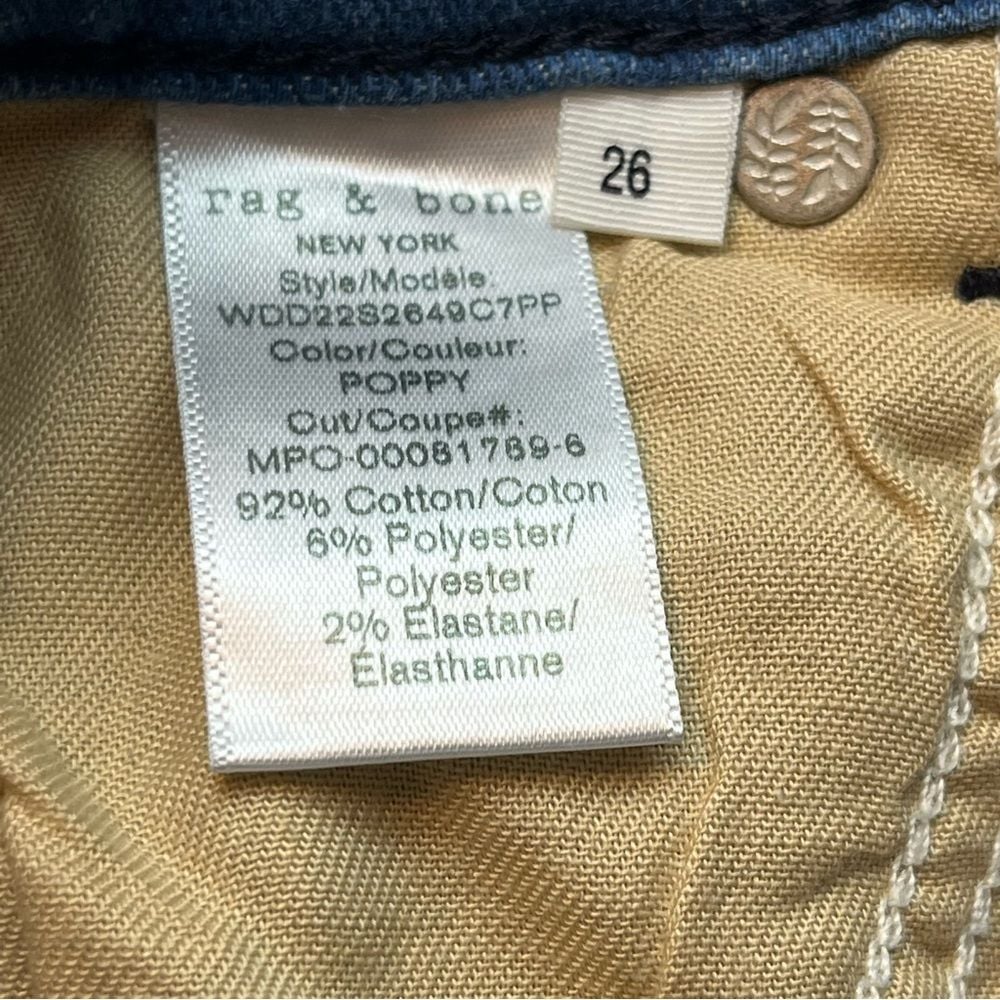 rag & bone
26
NEW YORK
Style/Modèle:
WDD22S2649C7PP
Color/Couleur:
POPPY
Cut/Coupe#:
MPO-00081769-6
92% Cotton/Coton
6% Polyester/
Polyester
2% Elastane/
Élasthanne